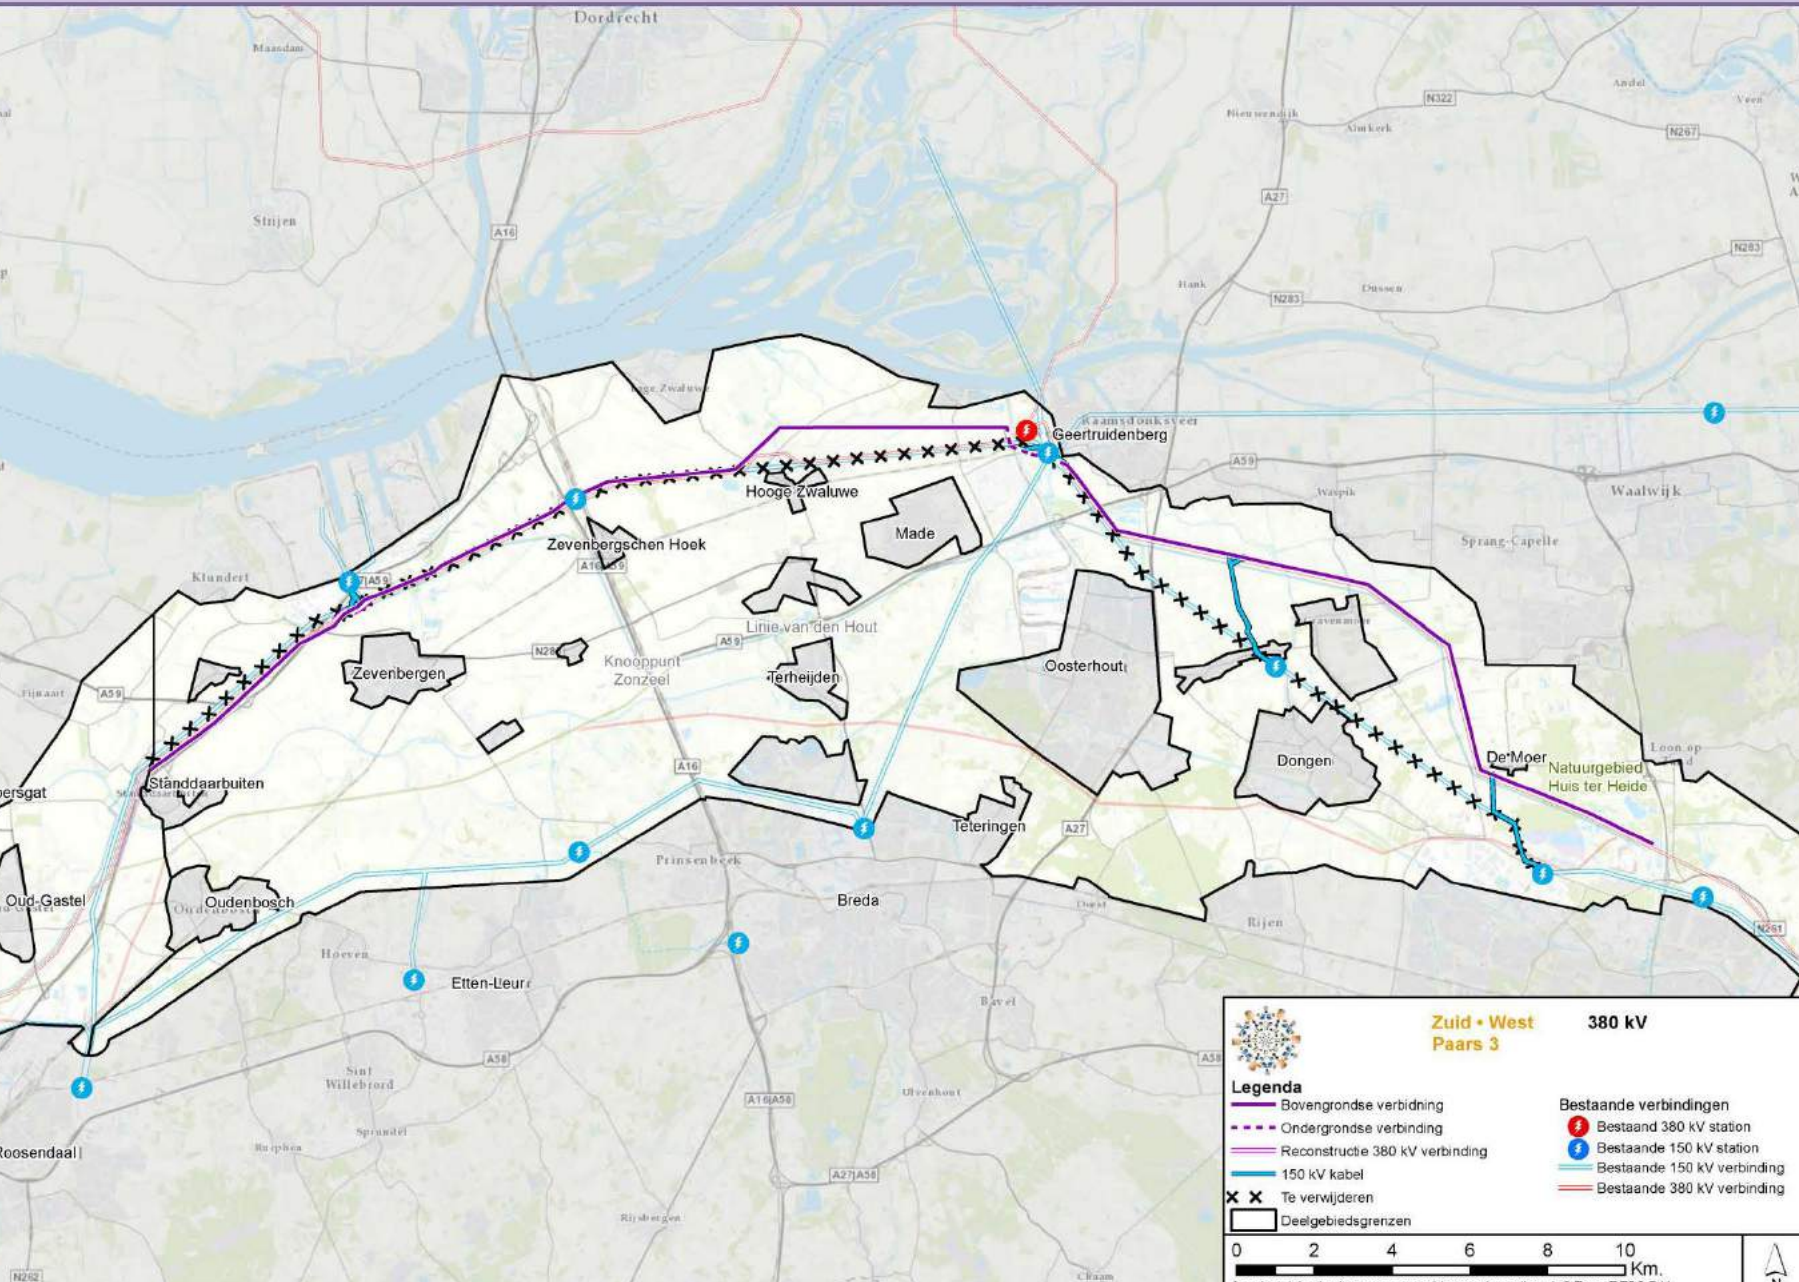 Dordrecht
Maasdam
Andel
Veen
N322
Nieuwendijk
Almkerk
N267
A27
Strijen
A16
N283
Hank
Dussen
N283
Raamsdonksveer
Geertruidenberg
A59
Waspik
Waalwijk
Hooge Zwaluwe
Made
Sprang-Capelle
Zevenbergschen Hoek
A59
Klundert
Linie van den Hout
A59
Knooppunt
Zonzeel
Zevenbergen
Terheijden
Oosterhout
Fijnaart
A59
A16
Dongen
De Moer
Natuurgebied
Huis ter Heide
Loon op
Standdaarbuiten
Teteringen
A27
Prinsenbeek
Oud-Gastel
Oudenbosch
Breda
Rijen
N261
Hoeven
Etten-Leur
Bavel
A58
A58
Sint
Willebrord
A16|A58
Ulvenhout
Sprundel
Rucphen
Roosendaal
A27|A58
Rijsbergen
N262
Chaam
Zuid • West 380 kV
Paars 3
Legenda
Bovengrondse verbidning
Ondergrondse verbinding
Reconstructie 380 kV verbinding
150 kV kabel
Te verwijderen
Deelgebiedsgrenzen
Bestaande verbindingen
Bestaand 380 kV station
Bestaande 150 kV station
Bestaande 150 kV verbinding
Bestaande 380 kV verbinding
0 2 4 6 8 10
Km.